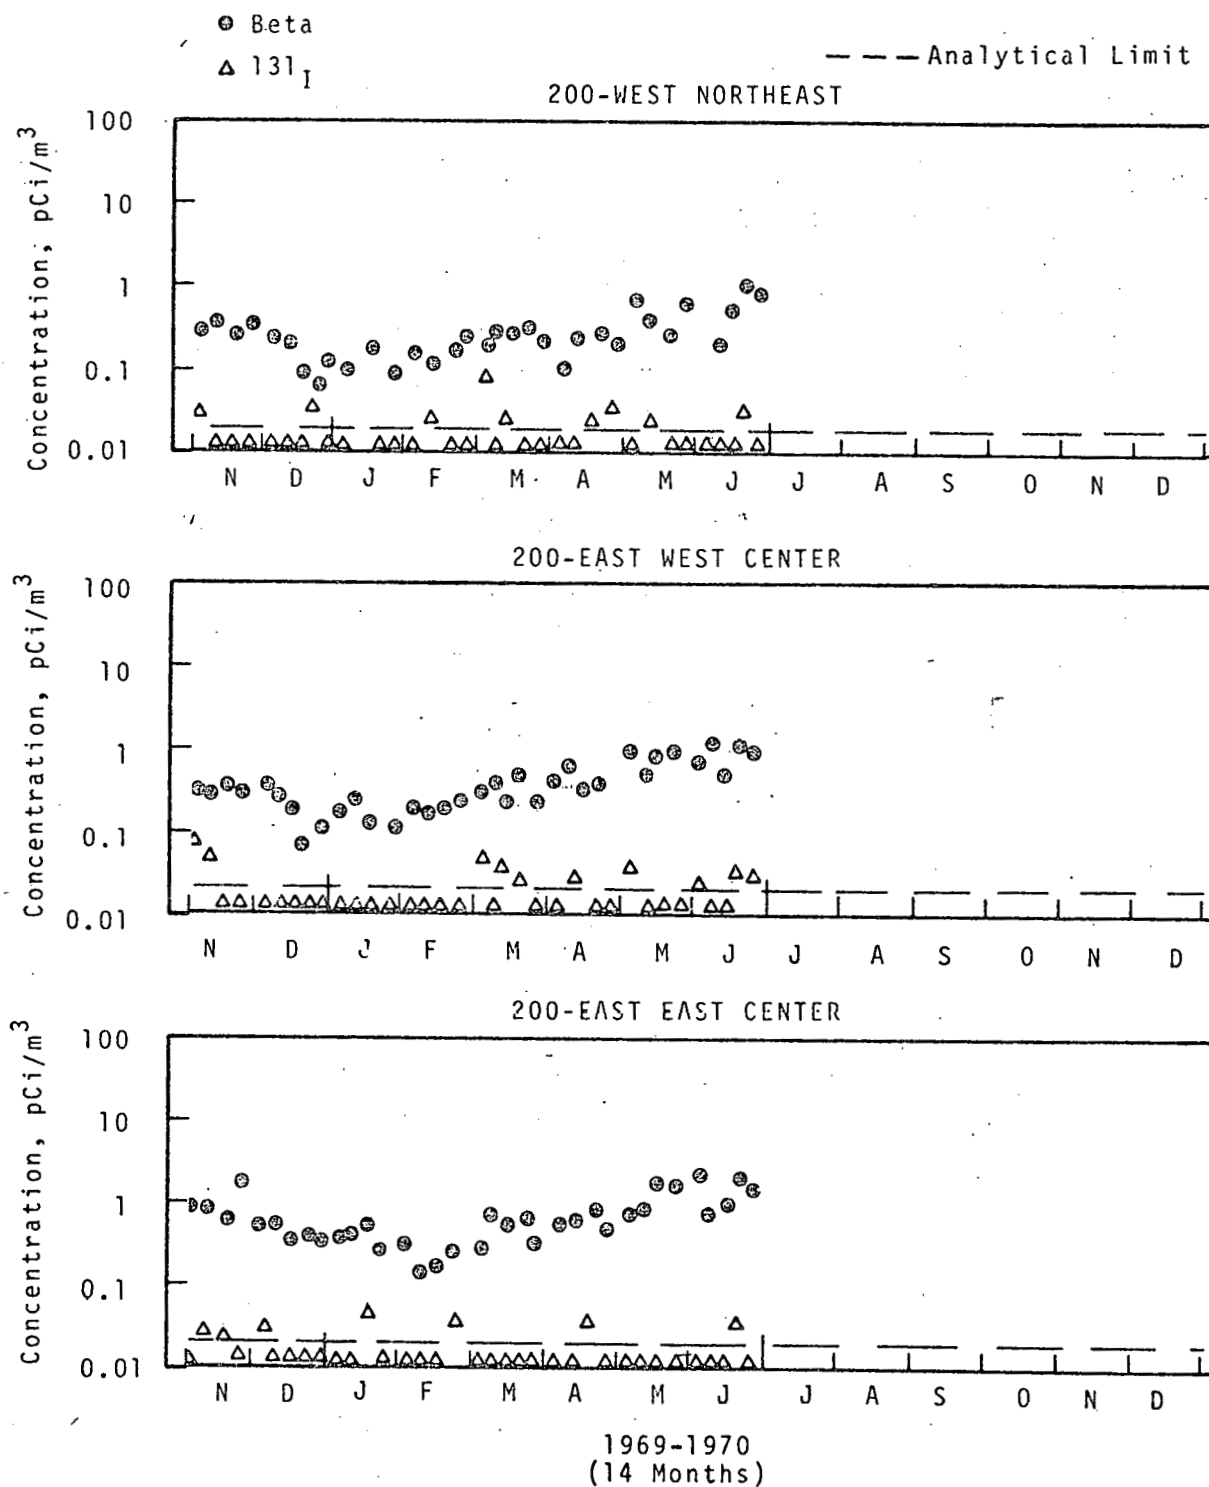 Beta
131I
— — — Analytical Limit
200-WEST NORTHEAST
Concentration, pCi/m3
100
10
1
0.1
0.01
N D J F M A M J J A S O N D
200-EAST WEST CENTER
Concentration, pCi/m3
100
10
1
0.1
0.01
N D J F M A M J J A S O N D
200-EAST EAST CENTER
Concentration, pCi/m3
100
10
1
0.1
0.01
N D J F M A M J J A S O N D
1969-1970
(14 Months)